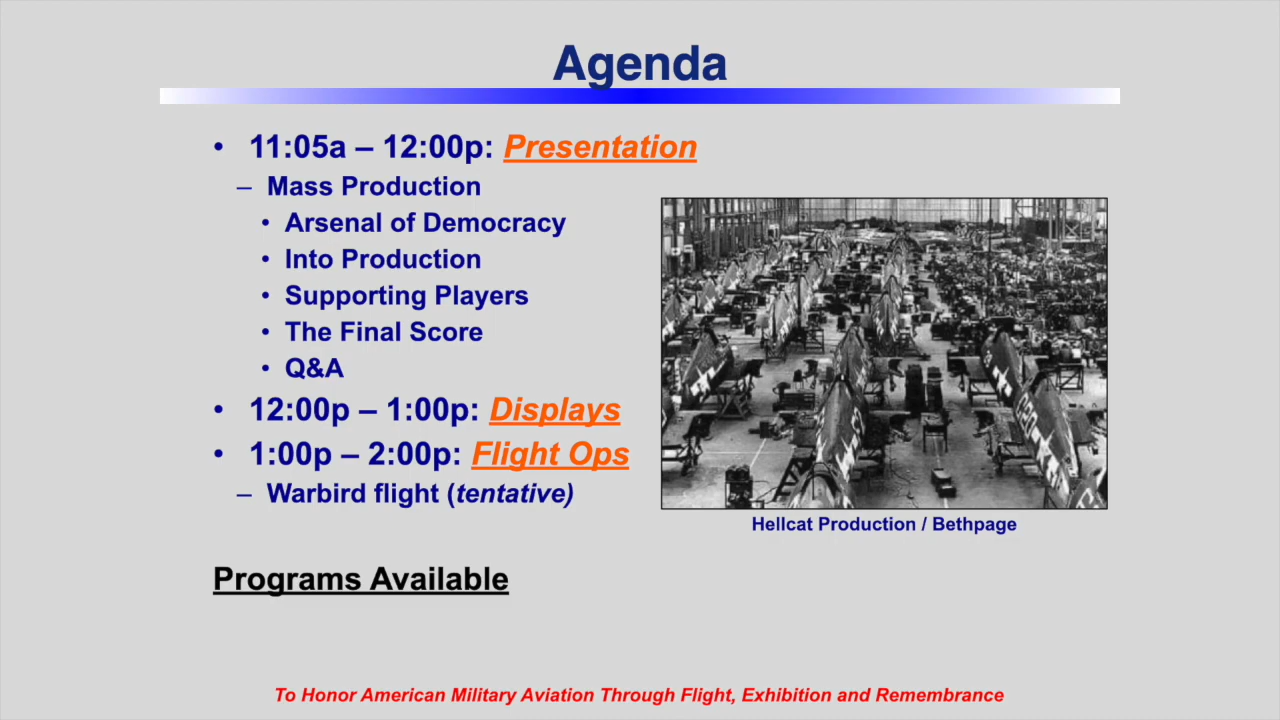 Agenda
• 11:05a – 12:00p: Presentation
– Mass Production
• Arsenal of Democracy
• Into Production
• Supporting Players
• The Final Score
• Q&A
• 12:00p – 1:00p: Displays
• 1:00p – 2:00p: Flight Ops
– Warbird flight (tentative)
Hellcat Production / Bethpage
Programs Available
To Honor American Military Aviation Through Flight, Exhibition and Remembrance